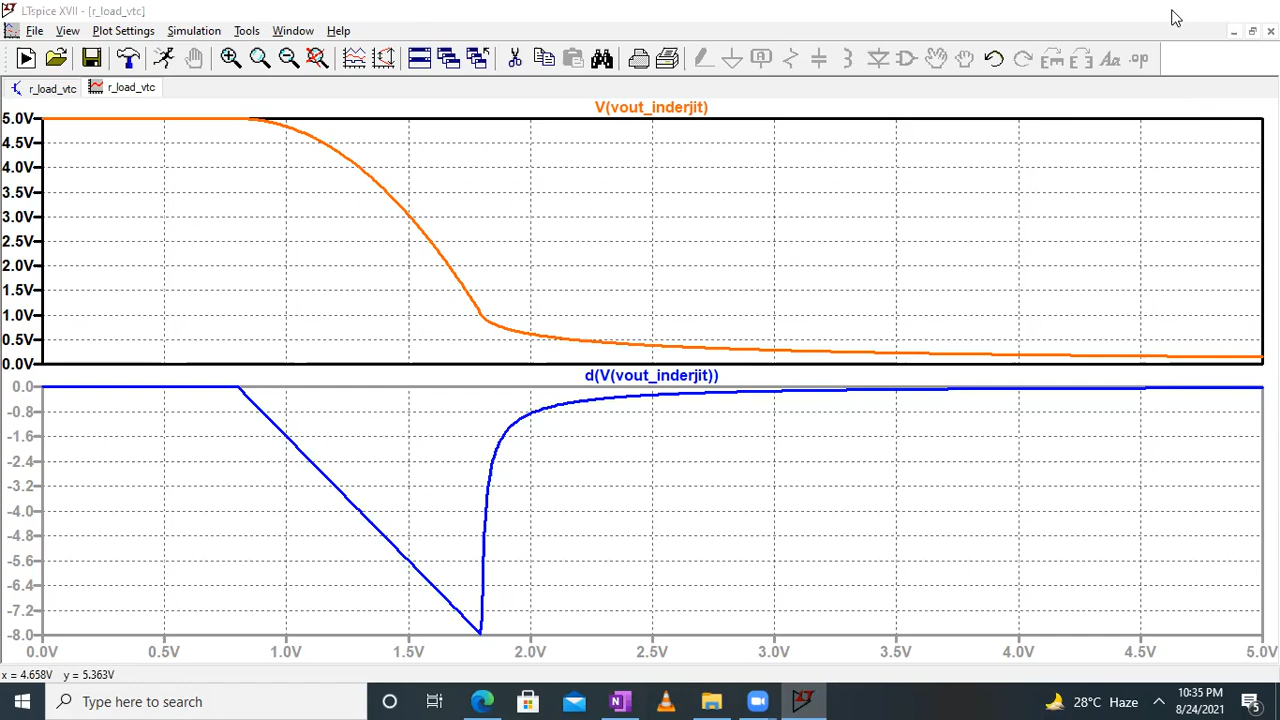 LTspice XVII - [r_load_vtc]
File View Plot Settings Simulation Tools Window Help
Aa .op
r_load_vtc r_load_vtc
V(vout_inderjit)
5.0V
4.5V
4.0V
3.5V
3.0V
2.5V
2.0V
1.5V
1.0V
0.5V
0.0V
d(V(vout_inderjit))
0.0
-0.8
-1.6
-2.4
-3.2
-4.0
-4.8
-5.6
-6.4
-7.2
-8.0
0.0V 0.5V 1.0V 1.5V 2.0V 2.5V 3.0V 3.5V 4.0V 4.5V 5.0V
x = 4.658V y = 5.363V
Type here to search
28°C Haze
10:35 PM
8/24/2021
5